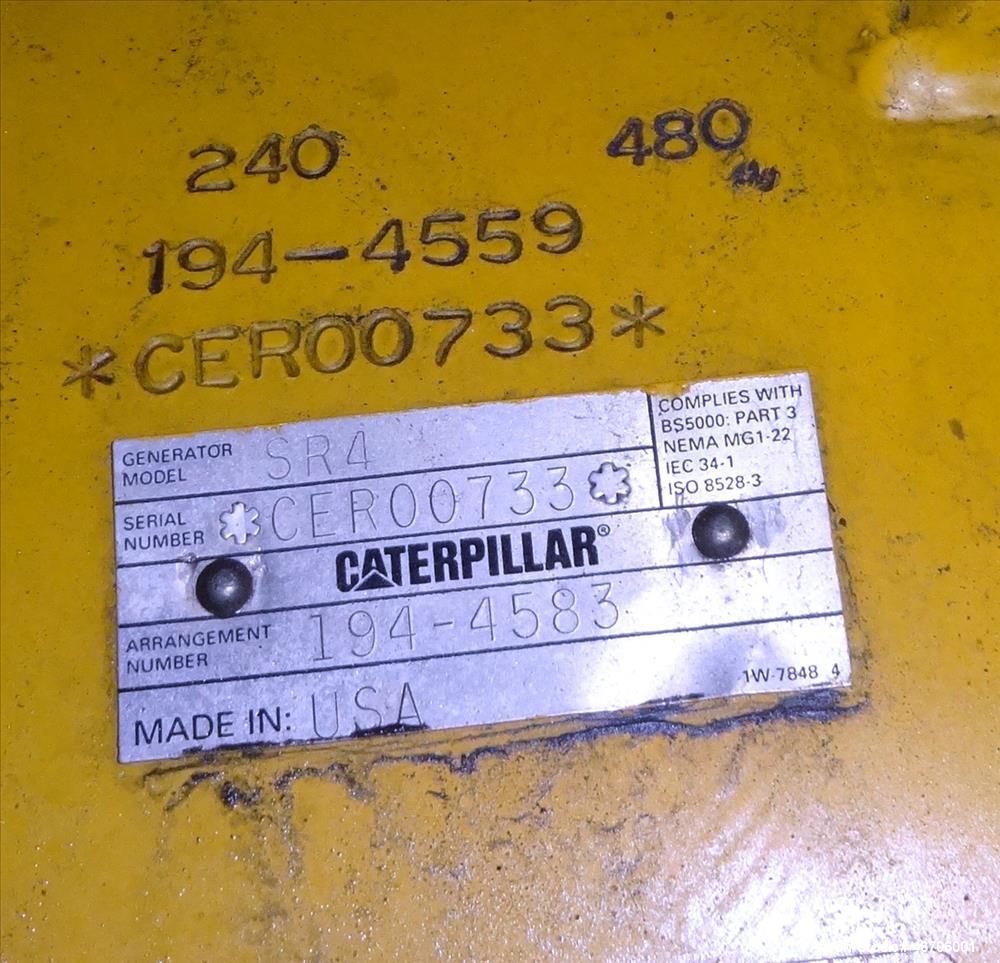 240 480
194-4559
*CER00733*
GENERATOR MODEL SR4
COMPLIES WITH
BS5000: PART 3
NEMA MG1-22
IEC 34-1
ISO 8528-3
SERIAL NUMBER *CER00733*
CATERPILLAR®
ARRANGEMENT NUMBER 194-4583
MADE IN: USA
1W-7848 4